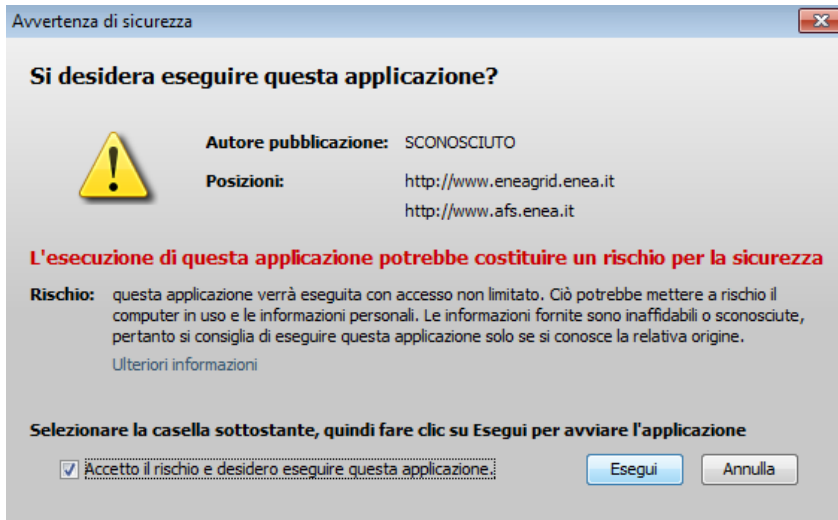 Avvertenza di sicurezza
Si desidera eseguire questa applicazione?
Autore pubblicazione: SCONOSCIUTO
Posizioni: http://www.eneagrid.enea.it
http://www.afs.enea.it
L'esecuzione di questa applicazione potrebbe costituire un rischio per la sicurezza
Rischio: questa applicazione verrà eseguita con accesso non limitato. Ciò potrebbe mettere a rischio il
computer in uso e le informazioni personali. Le informazioni fornite sono inaffidabili o sconosciute,
pertanto si consiglia di eseguire questa applicazione solo se si conosce la relativa origine.
Ulteriori informazioni
Selezionare la casella sottostante, quindi fare clic su Esegui per avviare l'applicazione
Accetto il rischio e desidero eseguire questa applicazione. Esegui Annulla